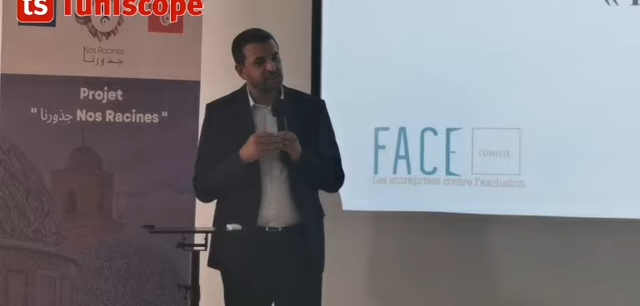 ts Tuniscope
Nos Racines
جذورنا
Projet
" جذورنا Nos Racines "
FACE
TUNISIE
Les entreprises contre l'exclusion